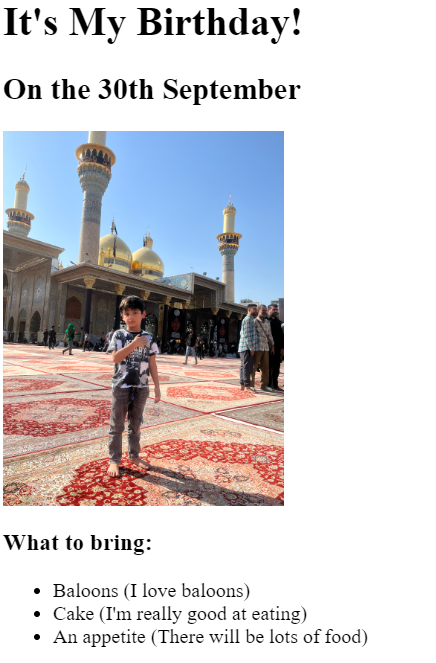 It's My Birthday!
On the 30th September
What to bring:
Baloons (I love baloons)
Cake (I'm really good at eating)
An appetite (There will be lots of food)